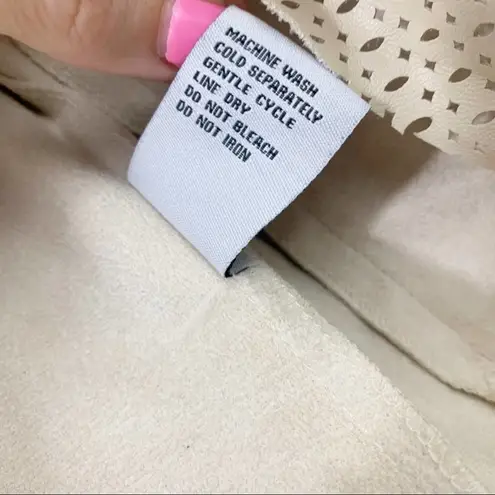 MACHINE WASH
COLD SEPARATELY
GENTLE CYCLE
LINE DRY
DO NOT BLEACH
DO NOT IRON